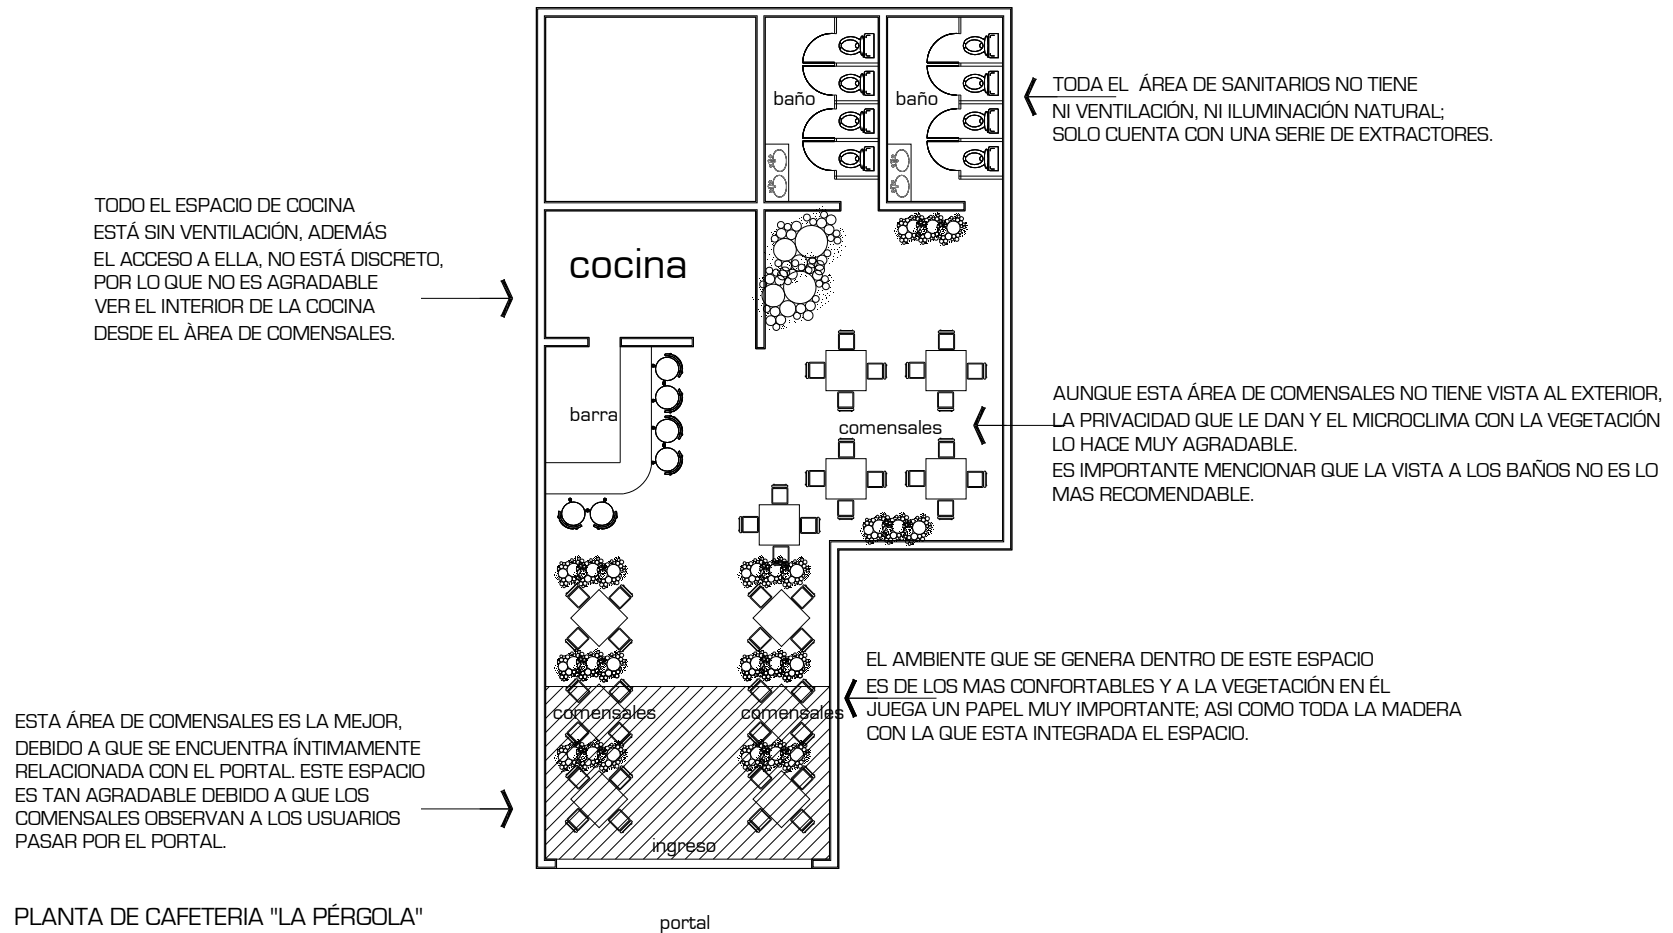 TODA EL ÁREA DE SANITARIOS NO TIENE
NI VENTILACIÓN, NI ILUMINACIÓN NATURAL;
SOLO CUENTA CON UNA SERIE DE EXTRACTORES.
baño
baño
TODO EL ESPACIO DE COCINA
ESTÁ SIN VENTILACIÓN, ADEMÁS
EL ACCESO A ELLA, NO ESTÁ DISCRETO,
POR LO QUE NO ES AGRADABLE
VER EL INTERIOR DE LA COCINA
DESDE EL ÀREA DE COMENSALES.
cocina
barra
comensales
AUNQUE ESTA ÁREA DE COMENSALES NO TIENE VISTA AL EXTERIOR,
LA PRIVACIDAD QUE LE DAN Y EL MICROCLIMA CON LA VEGETACIÓN
LO HACE MUY AGRADABLE.
ES IMPORTANTE MENCIONAR QUE LA VISTA A LOS BAÑOS NO ES LO
MAS RECOMENDABLE.
EL AMBIENTE QUE SE GENERA DENTRO DE ESTE ESPACIO
ES DE LOS MAS CONFORTABLES Y A LA VEGETACIÓN EN ÉL
JUEGA UN PAPEL MUY IMPORTANTE; ASI COMO TODA LA MADERA
CON LA QUE ESTA INTEGRADA EL ESPACIO.
comensales
comensales
ESTA ÁREA DE COMENSALES ES LA MEJOR,
DEBIDO A QUE SE ENCUENTRA ÍNTIMAMENTE
RELACIONADA CON EL PORTAL. ESTE ESPACIO
ES TAN AGRADABLE DEBIDO A QUE LOS
COMENSALES OBSERVAN A LOS USUARIOS
PASAR POR EL PORTAL.
ingreso
PLANTA DE CAFETERIA "LA PÉRGOLA"
portal